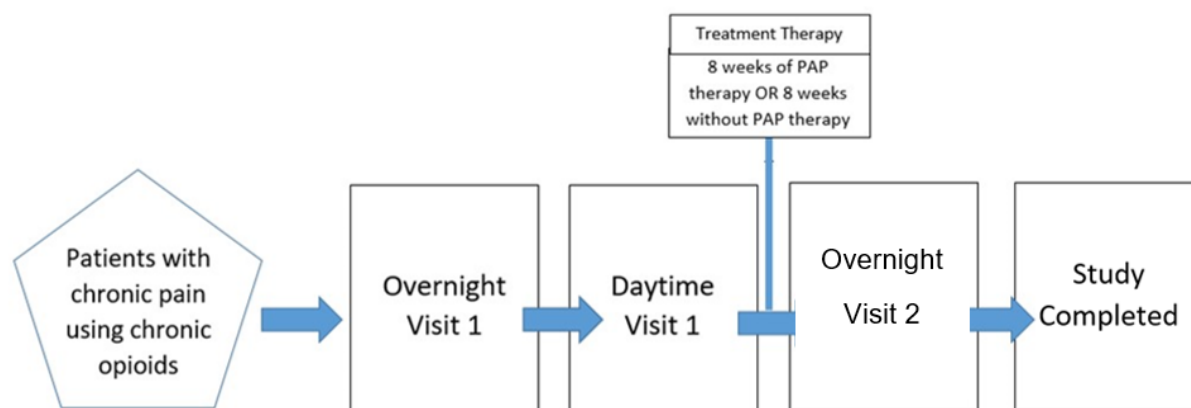 Treatment Therapy
8 weeks of PAP
therapy OR 8 weeks
without PAP therapy
Patients with
chronic pain
using chronic
opioids
Overnight
Visit 1
Daytime
Visit 1
Overnight
Visit 2
Study
Completed